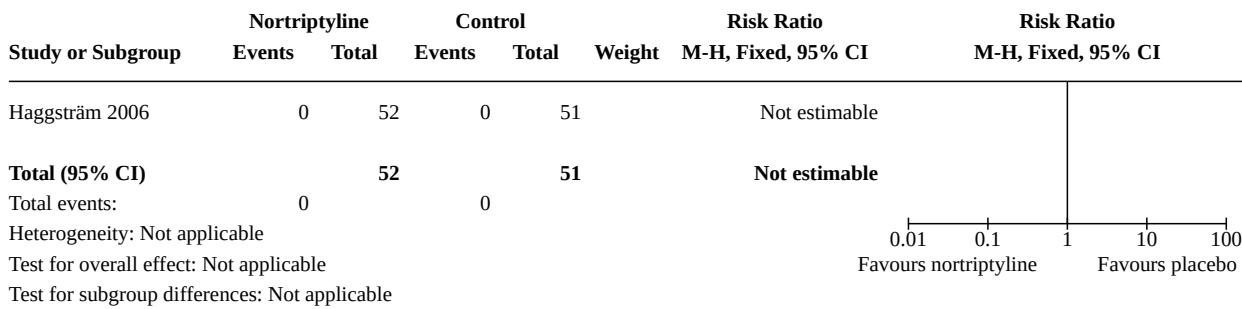 Nortriptyline Control Risk Ratio Risk Ratio
Study or Subgroup Events Total Events Total Weight M-H, Fixed, 95% CI M-H, Fixed, 95% CI
Haggsträm 2006 0 52 0 51 Not estimable
Total (95% CI) 52 51 Not estimable
Total events: 0 0
Heterogeneity: Not applicable 0.01 0.1 1 10 100
Test for overall effect: Not applicable Favours nortriptyline Favours placebo
Test for subgroup differences: Not applicable